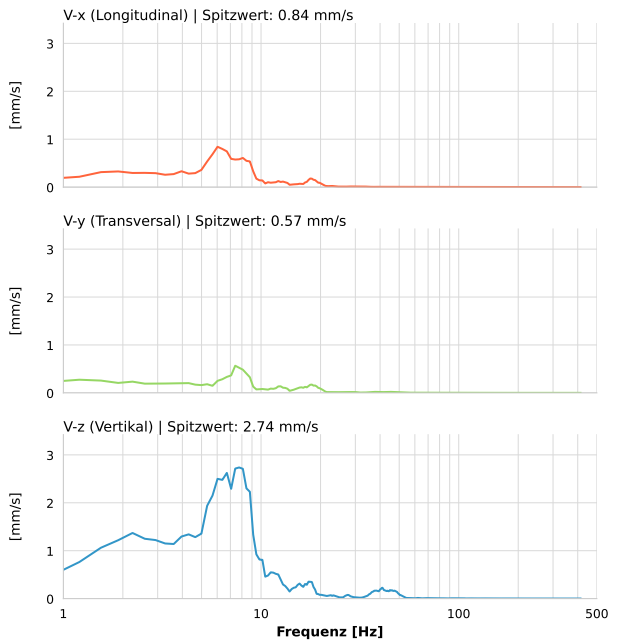 V-x (Longitudinal) | Spitzwert: 0.84 mm/s
3
2
1
0
[mm/s]
V-y (Transversal) | Spitzwert: 0.57 mm/s
3
2
1
0
[mm/s]
V-z (Vertikal) | Spitzwert: 2.74 mm/s
3
2
1
0
[mm/s]
1 10 100 500
Frequenz [Hz]